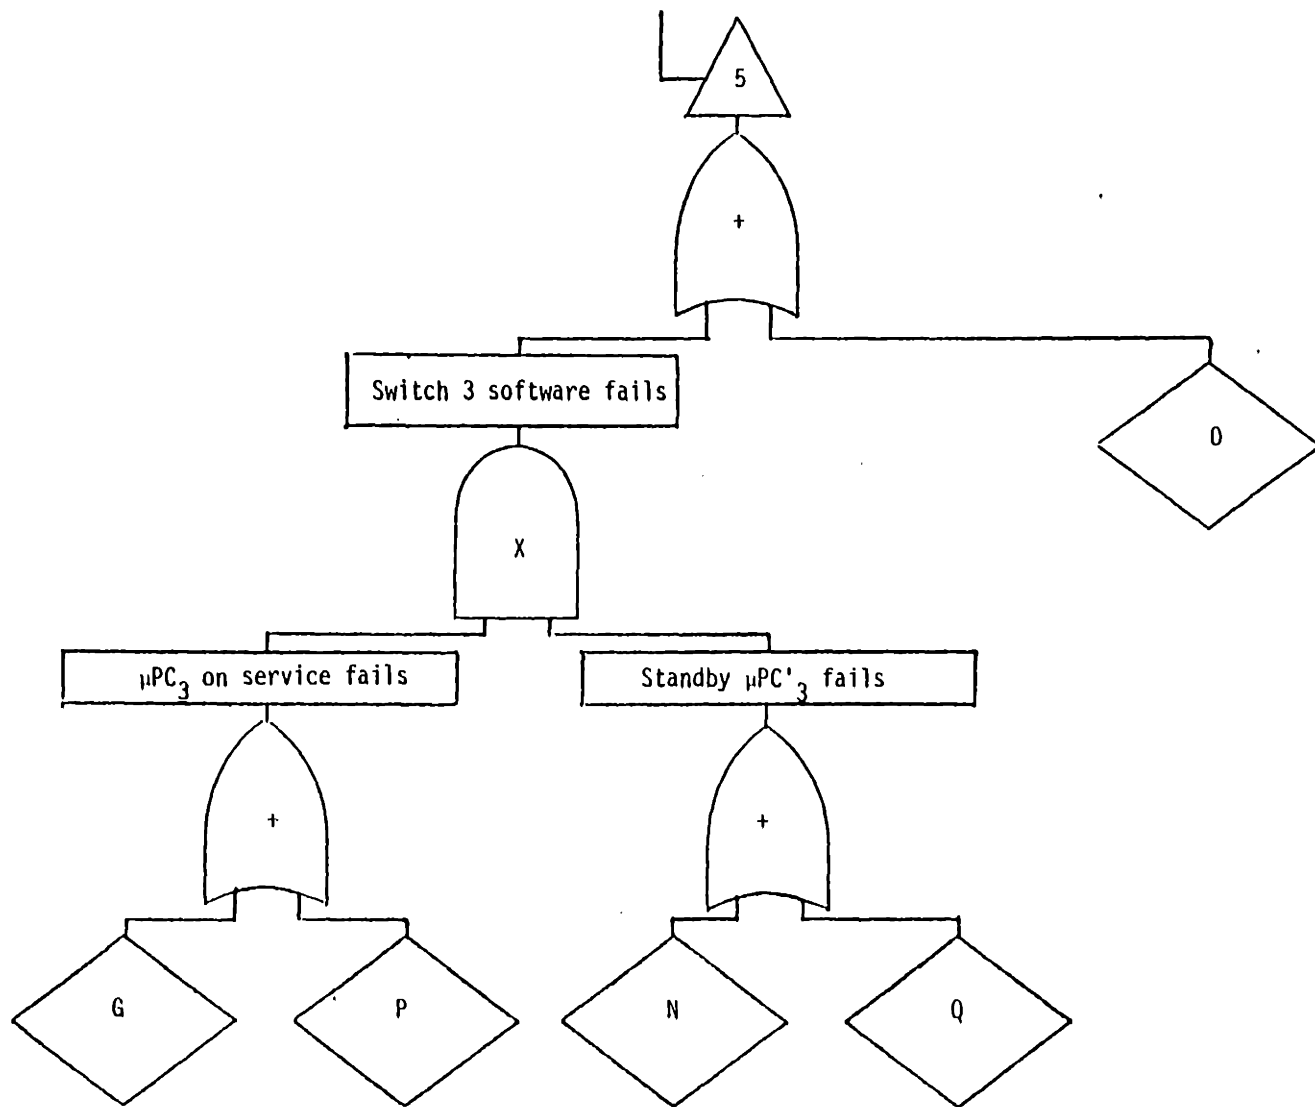 5
+
Switch 3 software fails
O
X
μPC₃ on service fails
Standby μPC'₃ fails
+
+
G
P
N
Q